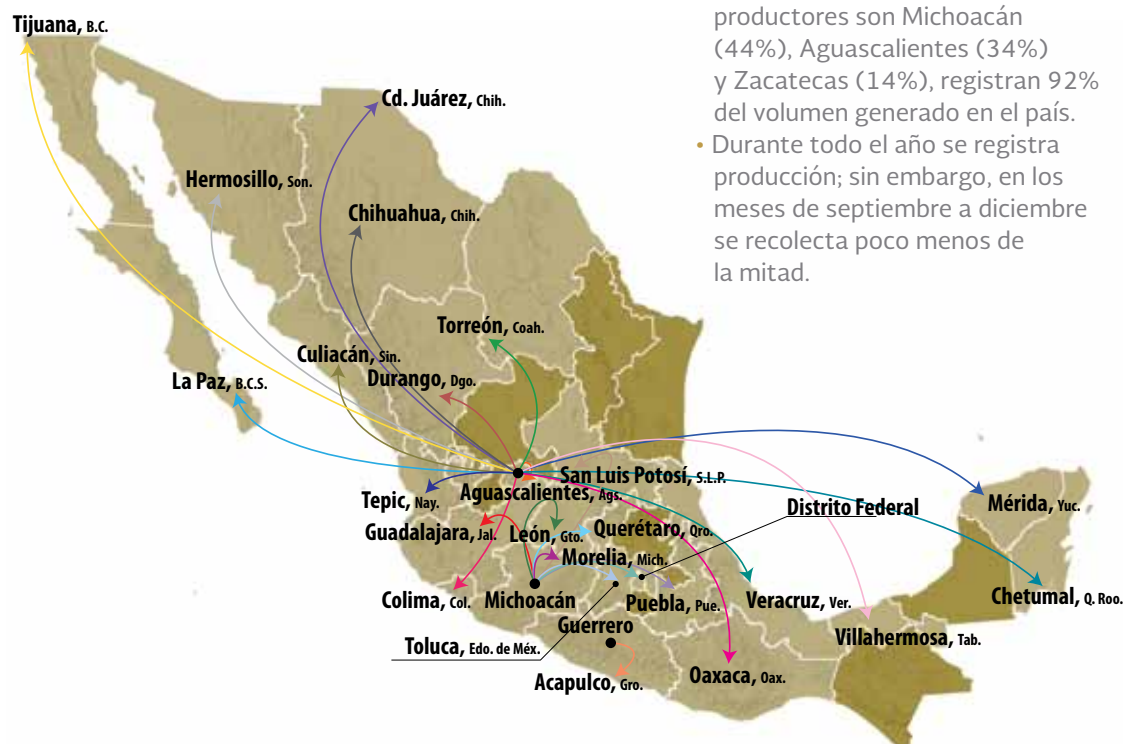 productores son Michoacán
(44%), Aguascalientes (34%)
y Zacatecas (14%), registran 92%
del volumen generado en el país.
• Durante todo el año se registra
producción; sin embargo, en los
meses de septiembre a diciembre
se recolecta poco menos de
la mitad.
Tijuana, B.C.
Cd. Juárez, Chih.
Hermosillo, Son.
Chihuahua, Chih.
Torreón, Coah.
Culiacán, Sin.
Durango, Dgo.
La Paz, B.C.S.
San Luis Potosí, S.L.P.
Aguascalientes, Ags.
Tepic, Nay.
Mérida, Yuc.
Distrito Federal
Guadalajara, Jal.
León, Gto.
Querétaro, Qro.
Morelia, Mich.
Colima, Col.
Michoacán
Puebla, Pue.
Veracruz, Ver.
Chetumal, Q. Roo.
Guerrero
Toluca, Edo. de Méx.
Villahermosa, Tab.
Acapulco, Gro.
Oaxaca, Oax.